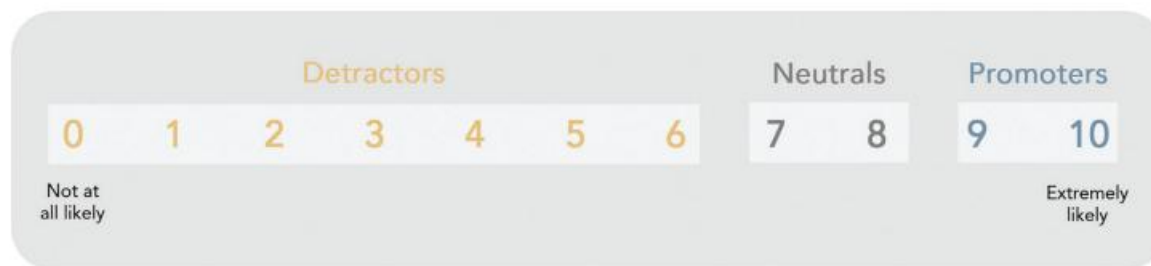 Detractors Neutrals Promoters
0 1 2 3 4 5 6 7 8 9 10
Not at
all likely
Extremely
likely